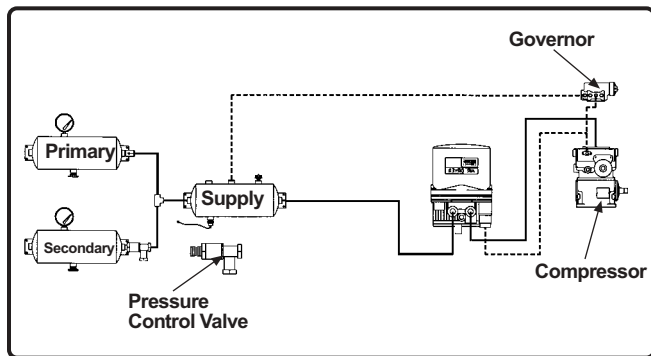 Governor
Primary
Supply
Secondary
Compressor
Pressure
Control Valve